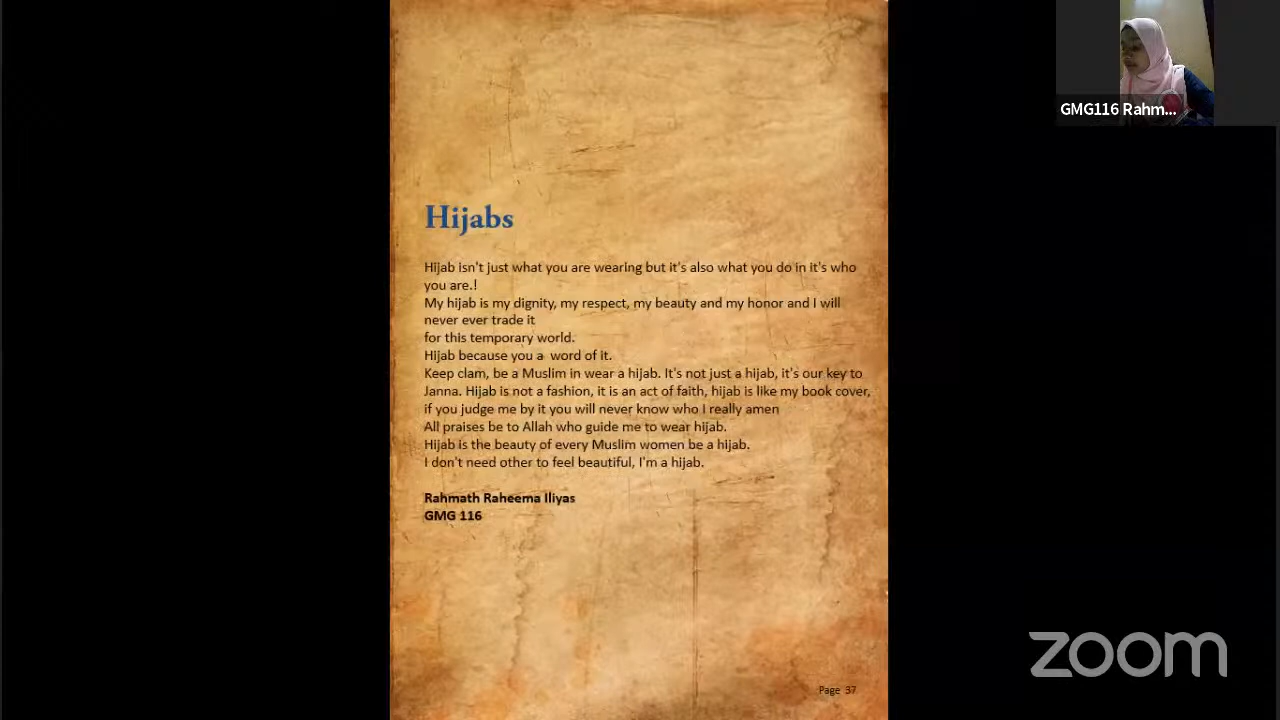 GMG116 Rahm...
Hijabs
Hijab isn't just what you are wearing but it's also what you do in it's who
you are.!
My hijab is my dignity, my respect, my beauty and my honor and I will
never ever trade it
for this temporary world.
Hijab because you a  word of it.
Keep clam, be a Muslim in wear a hijab. It's not just a hijab, it's our key to
Janna. Hijab is not a fashion, it is an act of faith, hijab is like my book cover,
if you judge me by it you will never know who I really amen
All praises be to Allah who guide me to wear hijab.
Hijab is the beauty of every Muslim women be a hijab.
I don't need other to feel beautiful, I'm a hijab.
Rahmath Raheema Iliyas
GMG 116
zoom
Page 37